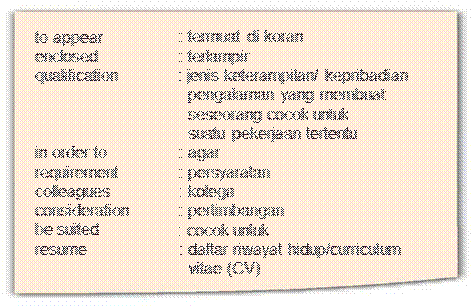 to appear : termuat di koran
enclosed : terlampir
qualification : jenis keterampilan/ kepribadian
pengalaman yang membuat
seseorang cocok untuk
suatu pekerjaan tertentu
in order to : agar
requirement : persyaratan
colleagues : kolega
consideration : pertimbangan
be suited : cocok untuk
resume : daftar riwayat hidup/curriculum
vitae (CV)